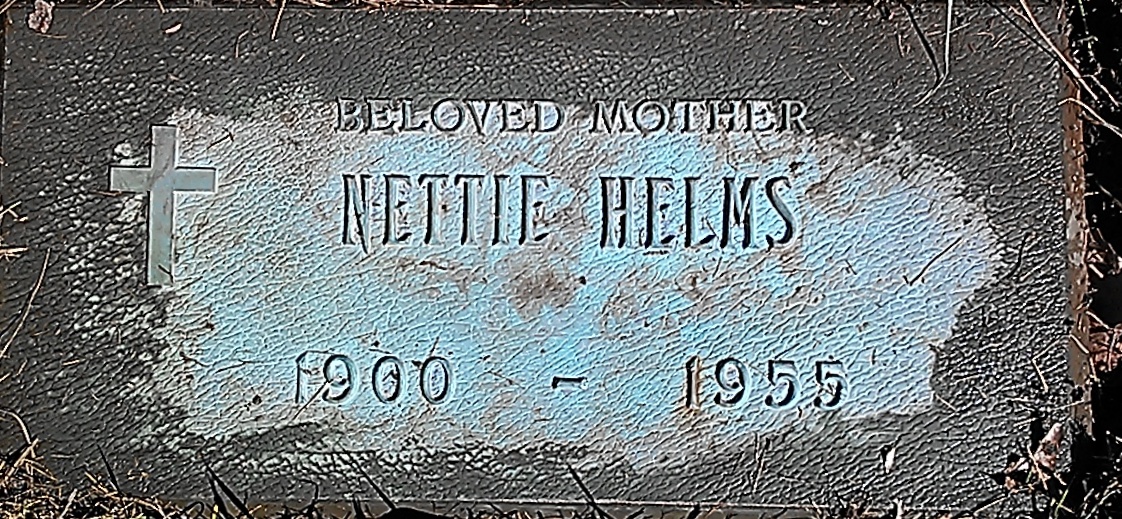 BELOVED MOTHER
NETTIE HELMS
1900 - 1955